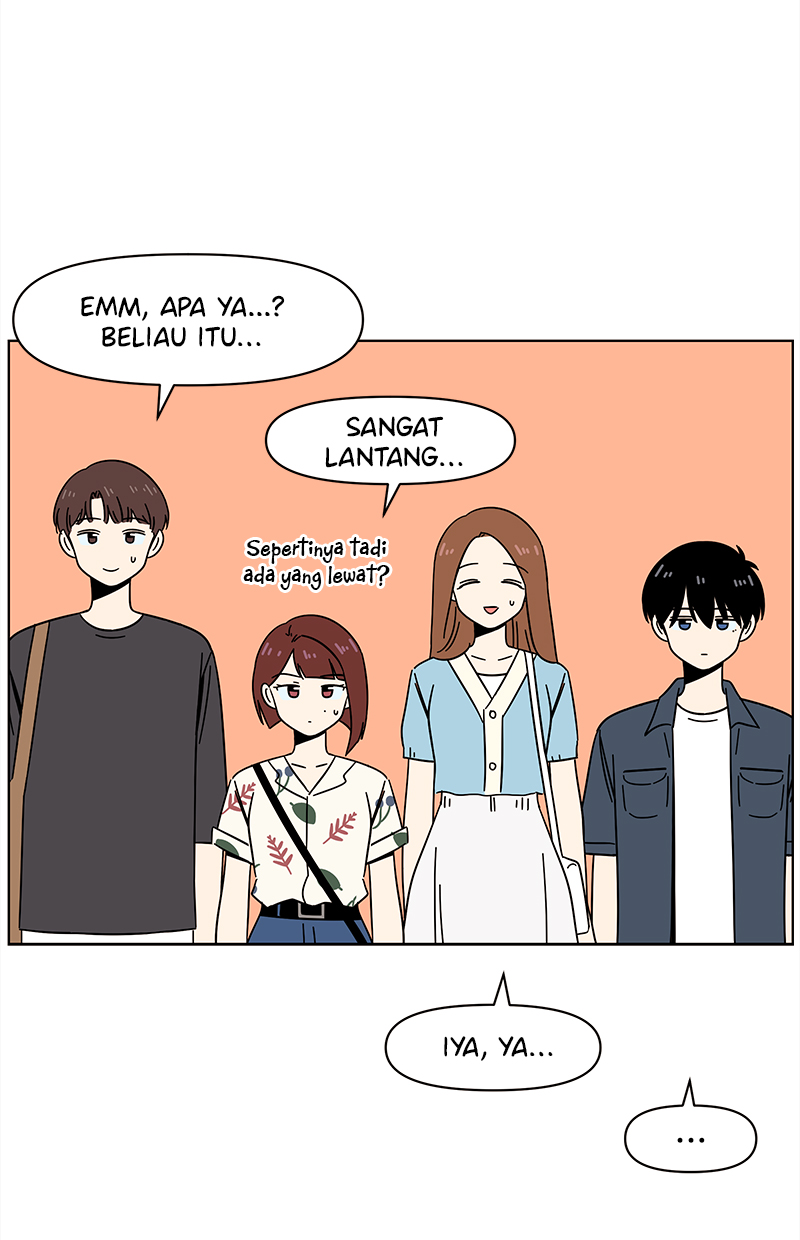 EMM, APA YA...?
BELIAU ITU...
SANGAT
LANTANG...
Sepertinya tadi
ada yang lewat?
IYA, YA...
...